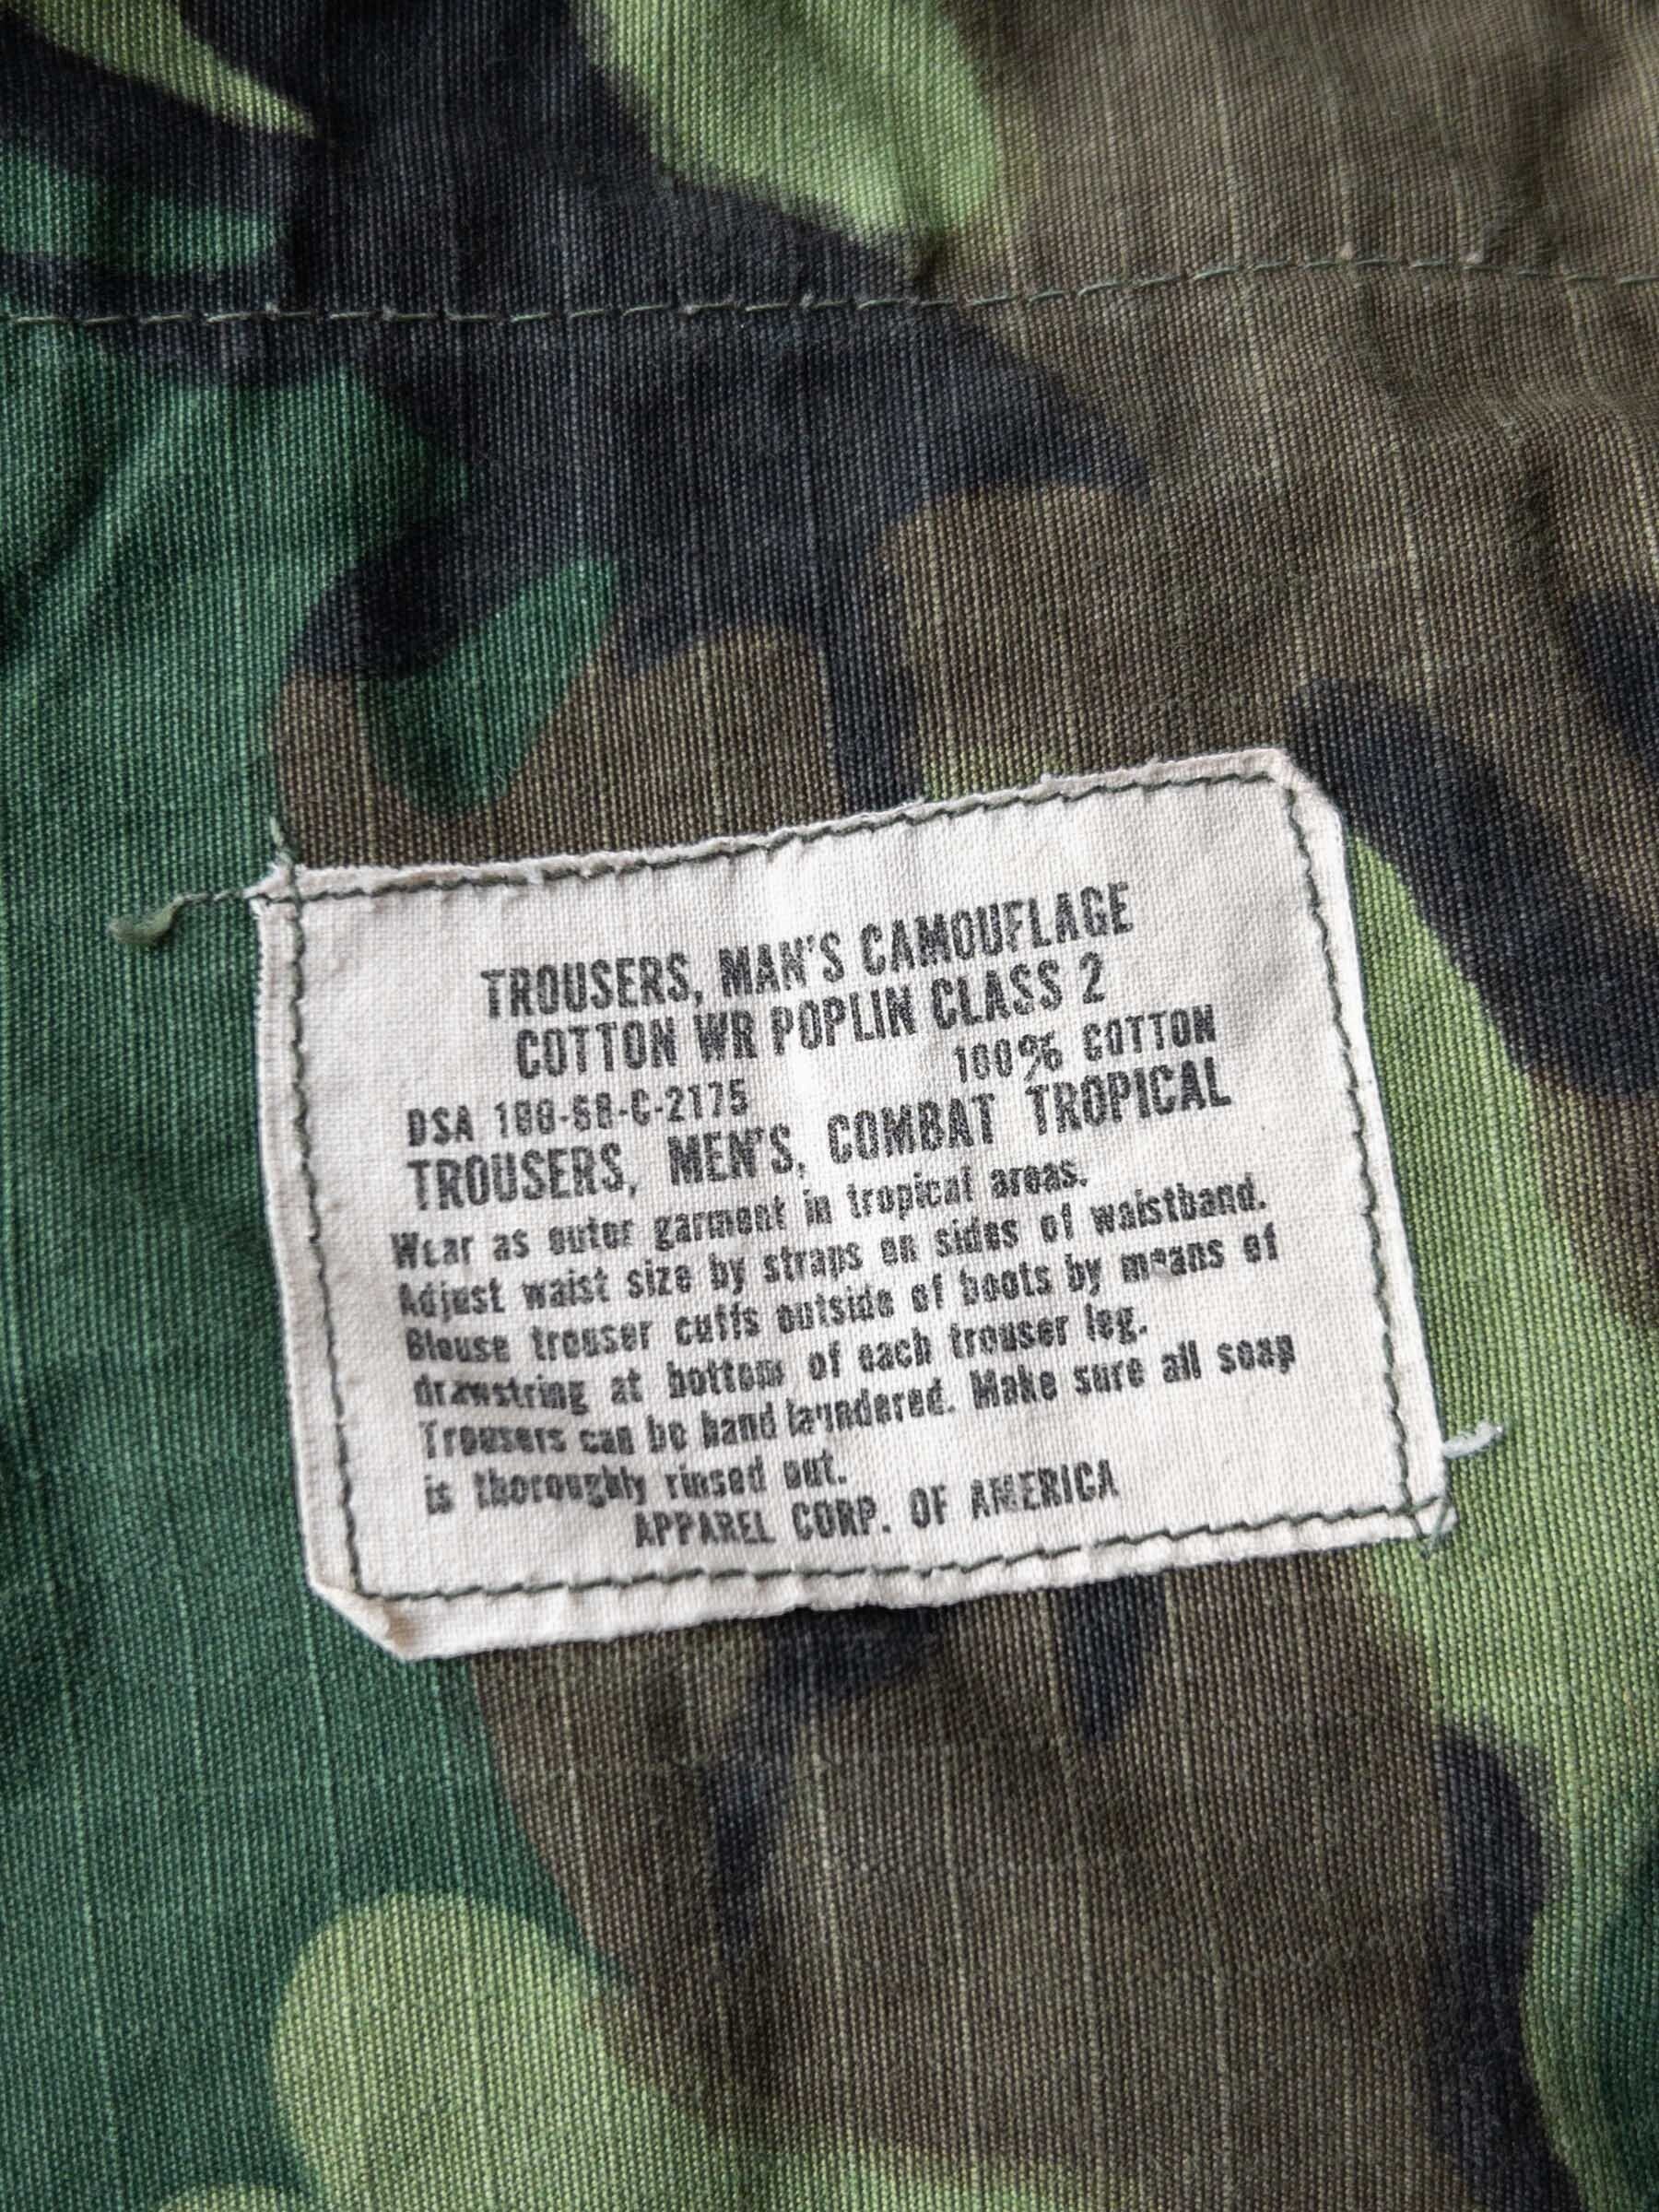 TROUSERS, MAN'S CAMOUFLAGE
COTTON WR POPLIN CLASS 2
100% COTTON
DSA 100-68-C-2175
TROUSERS, MEN'S, COMBAT TROPICAL
Wear as outer garment in tropical areas.
Adjust waist size by straps on sides of waistband.
Blouse trouser cuffs outside of boots by means of
drawstring at bottom of each trouser leg.
Trousers can be hand laundered. Make sure all soap
is thoroughly rinsed out.
APPAREL CORP. OF AMERICA